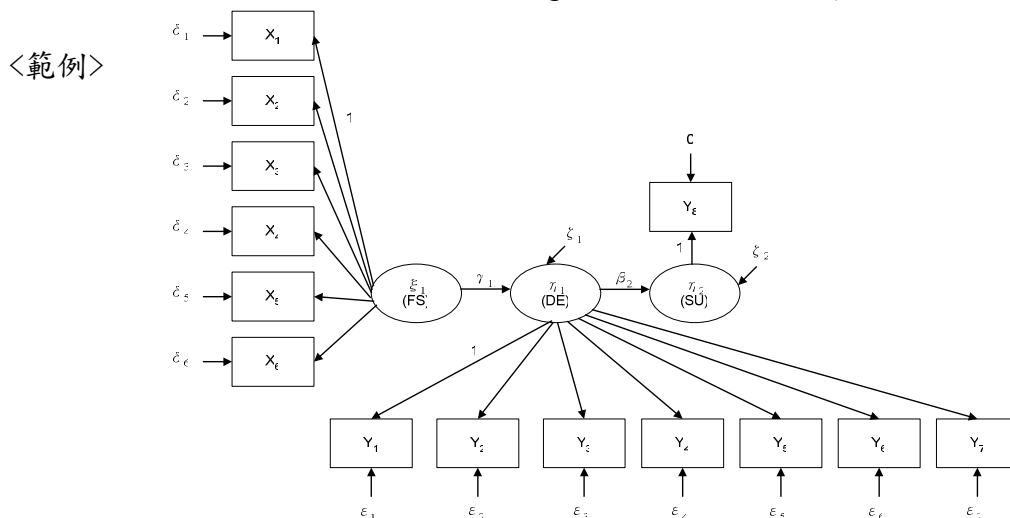 <範例>
δ₁ X₁
δ₂ X₂
δ₃ X₃
δ₄ X₄
δ₅ X₅
δ₆ X₆
1
0
Y₈
1
ζ₁
ζ₂
ξ₁
(FS)
γ₁
η₁
(DE)
β₂
η₂
(SU)
1
Y₁ Y₂ Y₃ Y₄ Y₅ Y₆ Y₇
ε₁ ε₂ ε₃ ε₄ ε₅ ε₆ ε₇